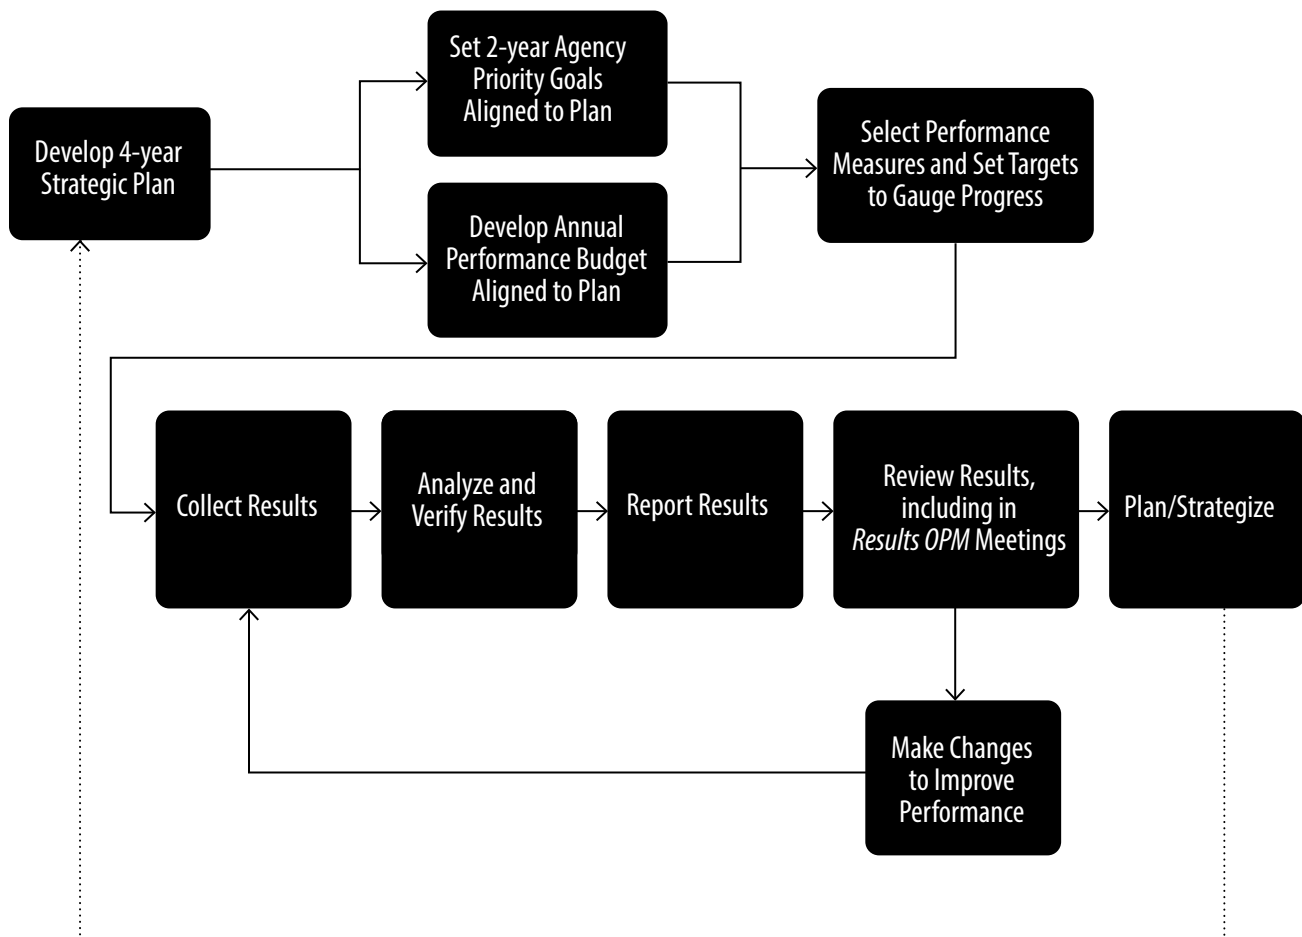 Develop 4-year
Strategic Plan
Set 2-year Agency
Priority Goals
Aligned to Plan
Develop Annual
Performance Budget
Aligned to Plan
Select Performance
Measures and Set Targets
to Gauge Progress
Collect Results
Analyze and
Verify Results
Report Results
Review Results,
including in
Results OPM Meetings
Plan/Strategize
Make Changes
to Improve
Performance